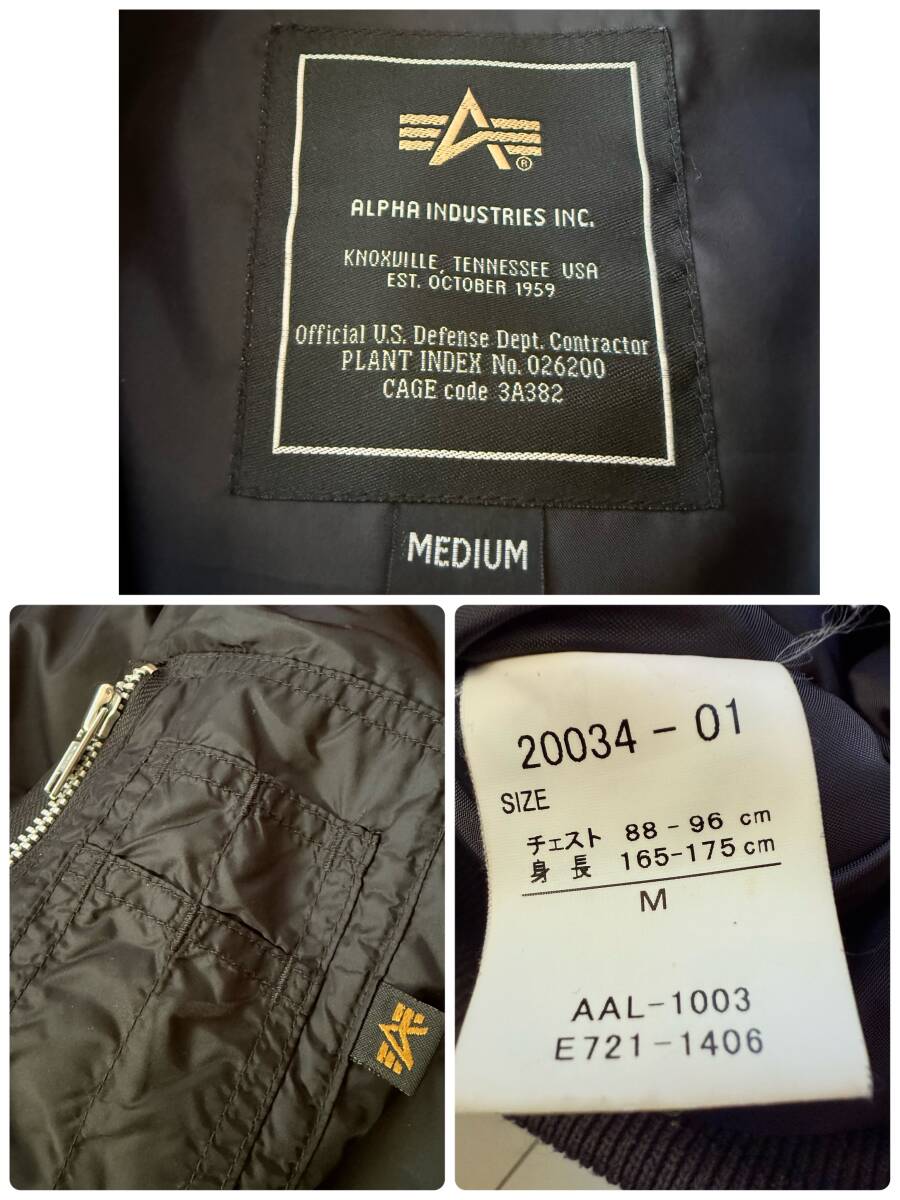 ®
ALPHA INDUSTRIES INC.
KNOXVILLE, TENNESSEE USA
EST. OCTOBER 1959
Official U.S. Defense Dept. Contractor
PLANT INDEX No. 026200
CAGE code 3A382
MEDIUM
20034-01
SIZE
チェスト 88-96 cm
身長 165-175cm
M
AAL-1003
E721-1406